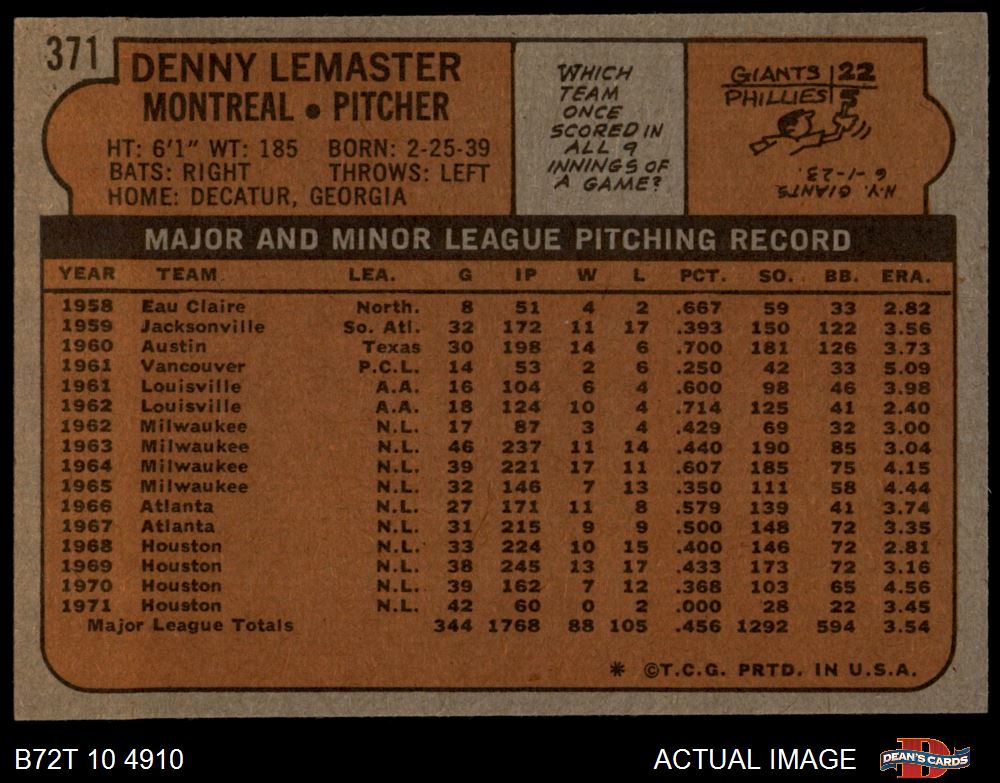 371
DENNY LEMASTER
MONTREAL • PITCHER
HT: 6'1" WT: 185 BORN: 2-25-39
BATS: RIGHT THROWS: LEFT
HOME: DECATUR, GEORGIA
WHICH
TEAM
ONCE
SCORED IN
ALL 9
INNINGS OF
A GAME?
GIANTS 22
PHILLIES 5
N.Y. GIANTS
6-1-23.
MAJOR AND MINOR LEAGUE PITCHING RECORD
YEAR TEAM LEA. G IP W L PCT. SO. BB. ERA.
1958 Eau Claire North. 8 51 4 2 .667 59 33 2.82
1959 Jacksonville So. Atl. 32 172 11 17 .393 150 122 3.56
1960 Austin Texas 30 198 14 6 .700 181 126 3.73
1961 Vancouver P.C.L. 14 53 2 6 .250 42 33 5.09
1961 Louisville A.A. 16 104 6 4 .600 98 46 3.98
1962 Louisville A.A. 18 124 10 4 .714 125 41 2.40
1962 Milwaukee N.L. 17 87 3 4 .429 69 32 3.00
1963 Milwaukee N.L. 46 237 11 14 .440 190 85 3.04
1964 Milwaukee N.L. 39 221 17 11 .607 185 75 4.15
1965 Milwaukee N.L. 32 146 7 13 .350 111 58 4.44
1966 Atlanta N.L. 27 171 11 8 .579 139 41 3.74
1967 Atlanta N.L. 31 215 9 9 .500 148 72 3.35
1968 Houston N.L. 33 224 10 15 .400 146 72 2.81
1969 Houston N.L. 38 245 13 17 .433 173 72 3.16
1970 Houston N.L. 39 162 7 12 .368 103 65 4.56
1971 Houston N.L. 42 60 0 2 .000 28 22 3.45
Major League Totals 344 1768 88 105 .456 1292 594 3.54
* ©T.C.G. PRTD. IN U.S.A.
B72T 10 4910
ACTUAL IMAGE
DEAN'S CARDS